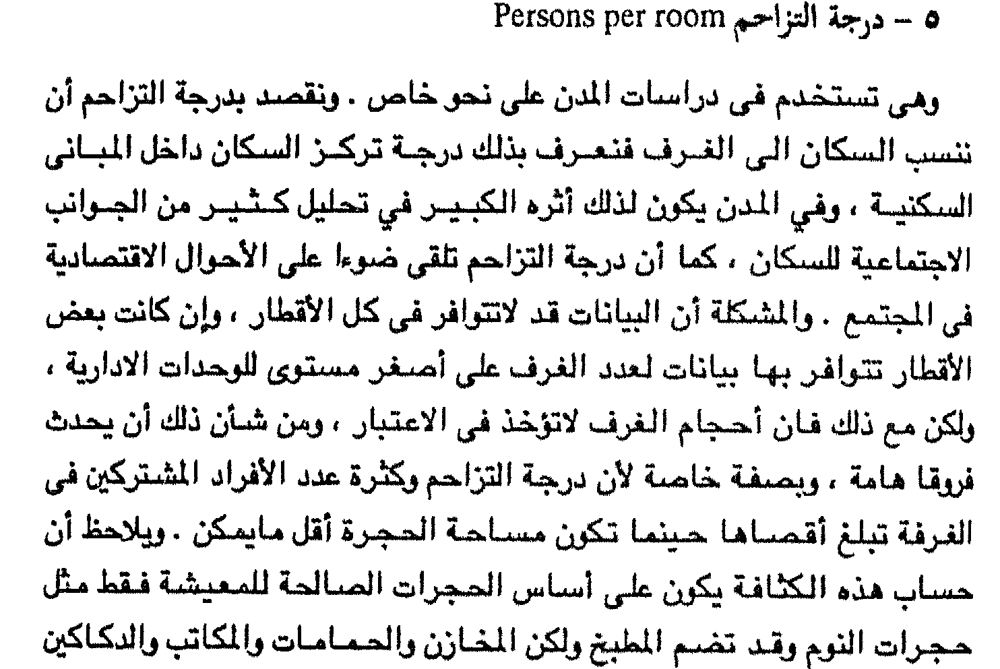 ٥ – درجة التزاحم Persons per room
وهى تستخدم فى دراسات المدن على نحو خاص . ونقصد بدرجة التزاحم أن
ننسب السكان الى الغرف فنعرف بذلك درجة تركز السكان داخل المبانى
السكنية ، وفي المدن يكون لذلك أثره الكبير في تحليل كثير من الجوانب
الاجتماعية للسكان ، كما أن درجة التزاحم تلقى ضوءا على الأحوال الاقتصادية
فى المجتمع . والمشكلة أن البيانات قد لاتتوافر فى كل الأقطار ، وإن كانت بعض
الأقطار تتوافر بها بيانات لعدد الغرف على أصغر مستوى للوحدات الادارية ،
ولكن مع ذلك فان أحجام الغرف لاتؤخذ فى الاعتبار ، ومن شأن ذلك أن يحدث
فروقا هامة ، وبصفة خاصة لأن درجة التزاحم وكثرة عدد الأفراد المشتركين فى
الغرفة تبلغ أقصاها حينما تكون مساحة الحجرة أقل مايمكن . ويلاحظ أن
حساب هذه الكثافة يكون على أساس الحجرات الصالحة للمعيشة فقط مثل
حجرات النوم وقد تضم المطبخ ولكن المخازن والحمامات والمكاتب والدكاكين